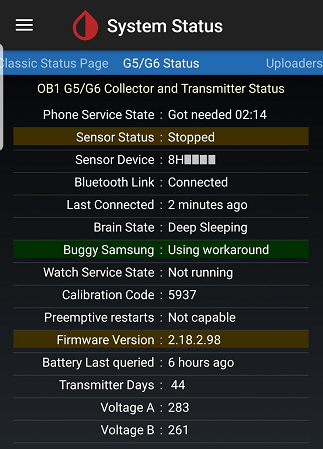 System Status
Classic Status Page G5/G6 Status Uploaders
OB1 G5/G6 Collector and Transmitter Status
Phone Service State : Got needed 02:14
Sensor Status : Stopped
Sensor Device : 8H
Bluetooth Link : Connected
Last Connected : 2 minutes ago
Brain State : Deep Sleeping
Buggy Samsung : Using workaround
Watch Service State : Not running
Calibration Code : 5937
Preemptive restarts : Not capable
Firmware Version : 2.18.2.98
Battery Last queried : 6 hours ago
Transmitter Days : 44
Voltage A : 283
Voltage B : 261